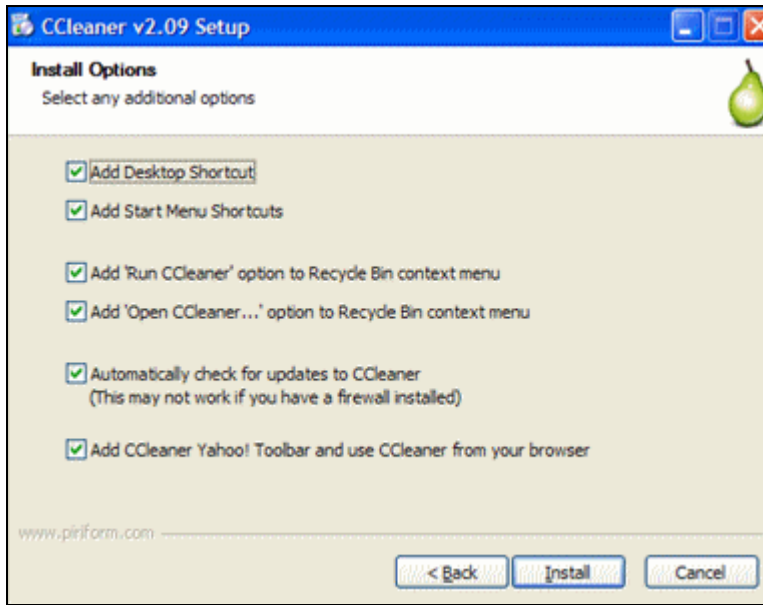 CCleaner v2.09 Setup
Install Options
Select any additional options
Add Desktop Shortcut
Add Start Menu Shortcuts
Add 'Run CCleaner' option to Recycle Bin context menu
Add 'Open CCleaner...' option to Recycle Bin context menu
Automatically check for updates to CCleaner
(This may not work if you have a firewall installed)
Add CCleaner Yahoo! Toolbar and use CCleaner from your browser
www.piriform.com
< Back Install Cancel